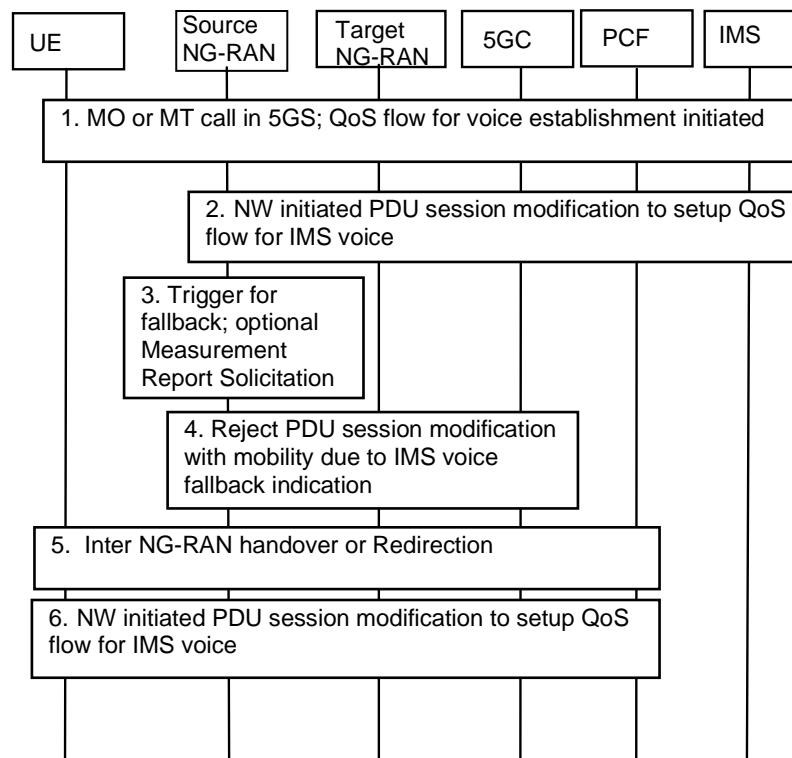 UE
Source
NG-RAN
Target
NG-RAN
5GC
PCF
IMS
1. MO or MT call in 5GS; QoS flow for voice establishment initiated
2. NW initiated PDU session modification to setup QoS
flow for IMS voice
3. Trigger for
fallback; optional
Measurement
Report Solicitation
4. Reject PDU session modification
with mobility due to IMS voice
fallback indication
5. Inter NG-RAN handover or Redirection
6. NW initiated PDU session modification to setup QoS
flow for IMS voice